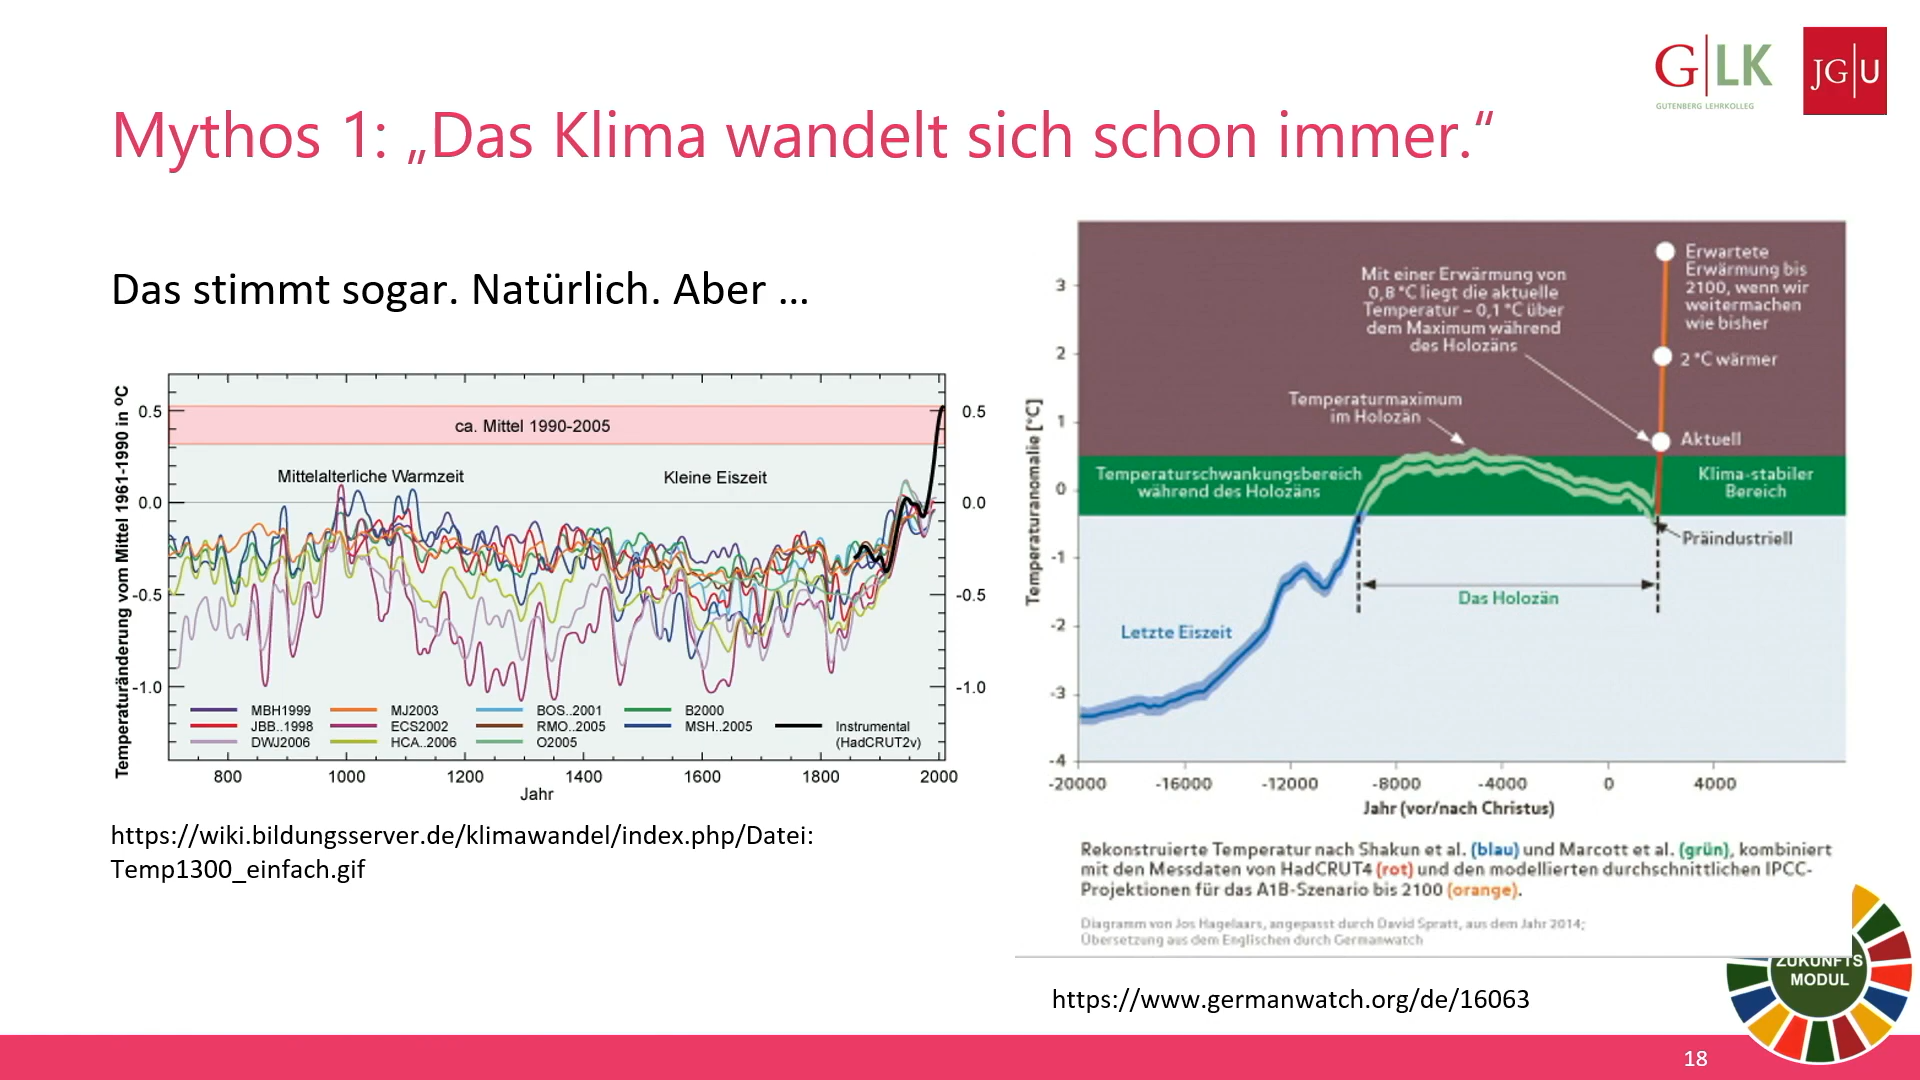 G|LK
GUTENBERG LEHRKOLLEG
JG|U
Mythos 1: „Das Klima wandelt sich schon immer.“
Das stimmt sogar. Natürlich. Aber …
Temperaturänderung vom Mittel 1961-1990 in ºC
0.5
0.0
-0.5
-1.0
ca. Mittel 1990-2005
Mittelalterliche Warmzeit
Kleine Eiszeit
0.5
0.0
-0.5
-1.0
MBH1999
MJ2003
BOS..2001
B2000
JBB..1998
ECS2002
RMO..2005
MSH..2005
Instrumental
(HadCRUT2v)
DWJ2006
HCA..2006
O2005
800
1000
1200
1400
1600
1800
2000
Jahr
https://wiki.bildungsserver.de/klimawandel/index.php/Datei:
Temp1300_einfach.gif
Temperaturanomalie [°C]
3
2
1
0
-1
-2
-3
-4
Mit einer Erwärmung von
0,8 °C liegt die aktuelle
Temperatur ~ 0,1 °C über
dem Maximum während
des Holozäns
Erwartete
Erwärmung bis
2100, wenn wir
weitermachen
wie bisher
2 °C wärmer
Temperaturmaximum
im Holozän
Aktuell
Temperaturschwankungsbereich
während des Holozäns
Klima-stabiler
Bereich
Präindustriell
Das Holozän
Letzte Eiszeit
-20000
-16000
-12000
-8000
-4000
0
4000
Jahr (vor/nach Christus)
Rekonstruierte Temperatur nach Shakun et al. (blau) und Marcott et al. (grün), kombiniert
mit den Messdaten von HadCRUT4 (rot) und den modellierten durchschnittlichen IPCC-
Projektionen für das A1B-Szenario bis 2100 (orange).
Diagramm von Jos Hagelaars, angepasst durch David Spratt, aus dem Jahr 2014;
Übersetzung aus dem Englischen durch Germanwatch
https://www.germanwatch.org/de/16063
ZUKUNFTS
MODUL
18